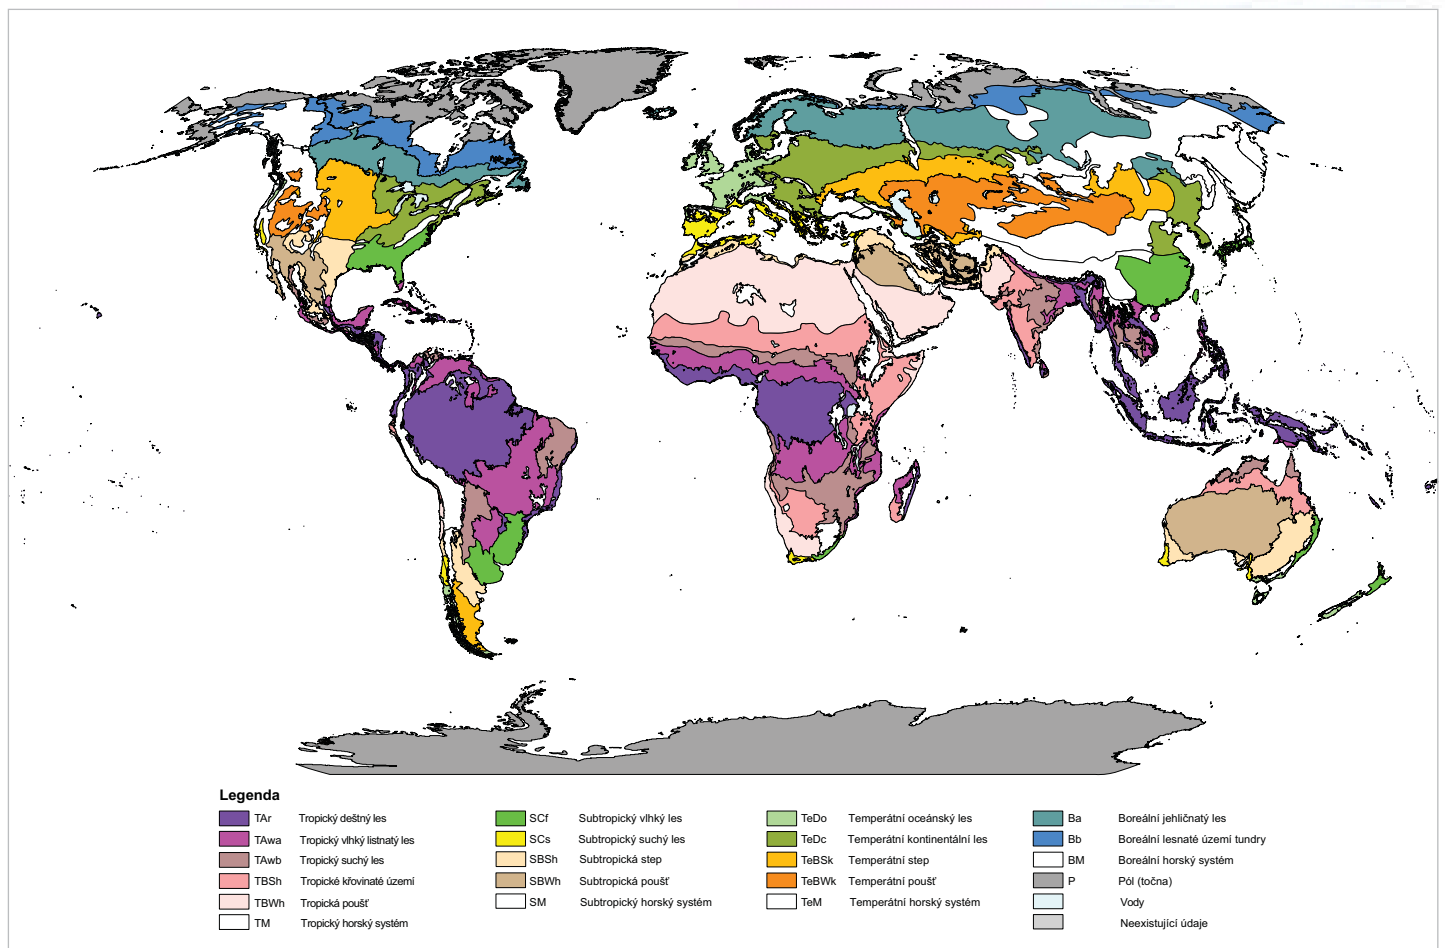 Legenda
TAr Tropický deštný les
TAwa Tropický vlhký listnatý les
TAwb Tropický suchý les
TBSh Tropické křovinaté území
TBWh Tropická poušť
TM Tropický horský systém
SCf Subtropický vlhký les
SCs Subtropický suchý les
SBSh Subtropická step
SBWh Subtropická poušť
SM Subtropický horský systém
TeDo Temperátní oceánský les
TeDc Temperátní kontinentální les
TeBSk Temperátní step
TeBWk Temperátní poušť
TeM Temperátní horský systém
Ba Boreální jehličnatý les
Bb Boreální lesnaté území tundry
BM Boreální horský systém
P Pól (točna)
Vody
Neexistující údaje